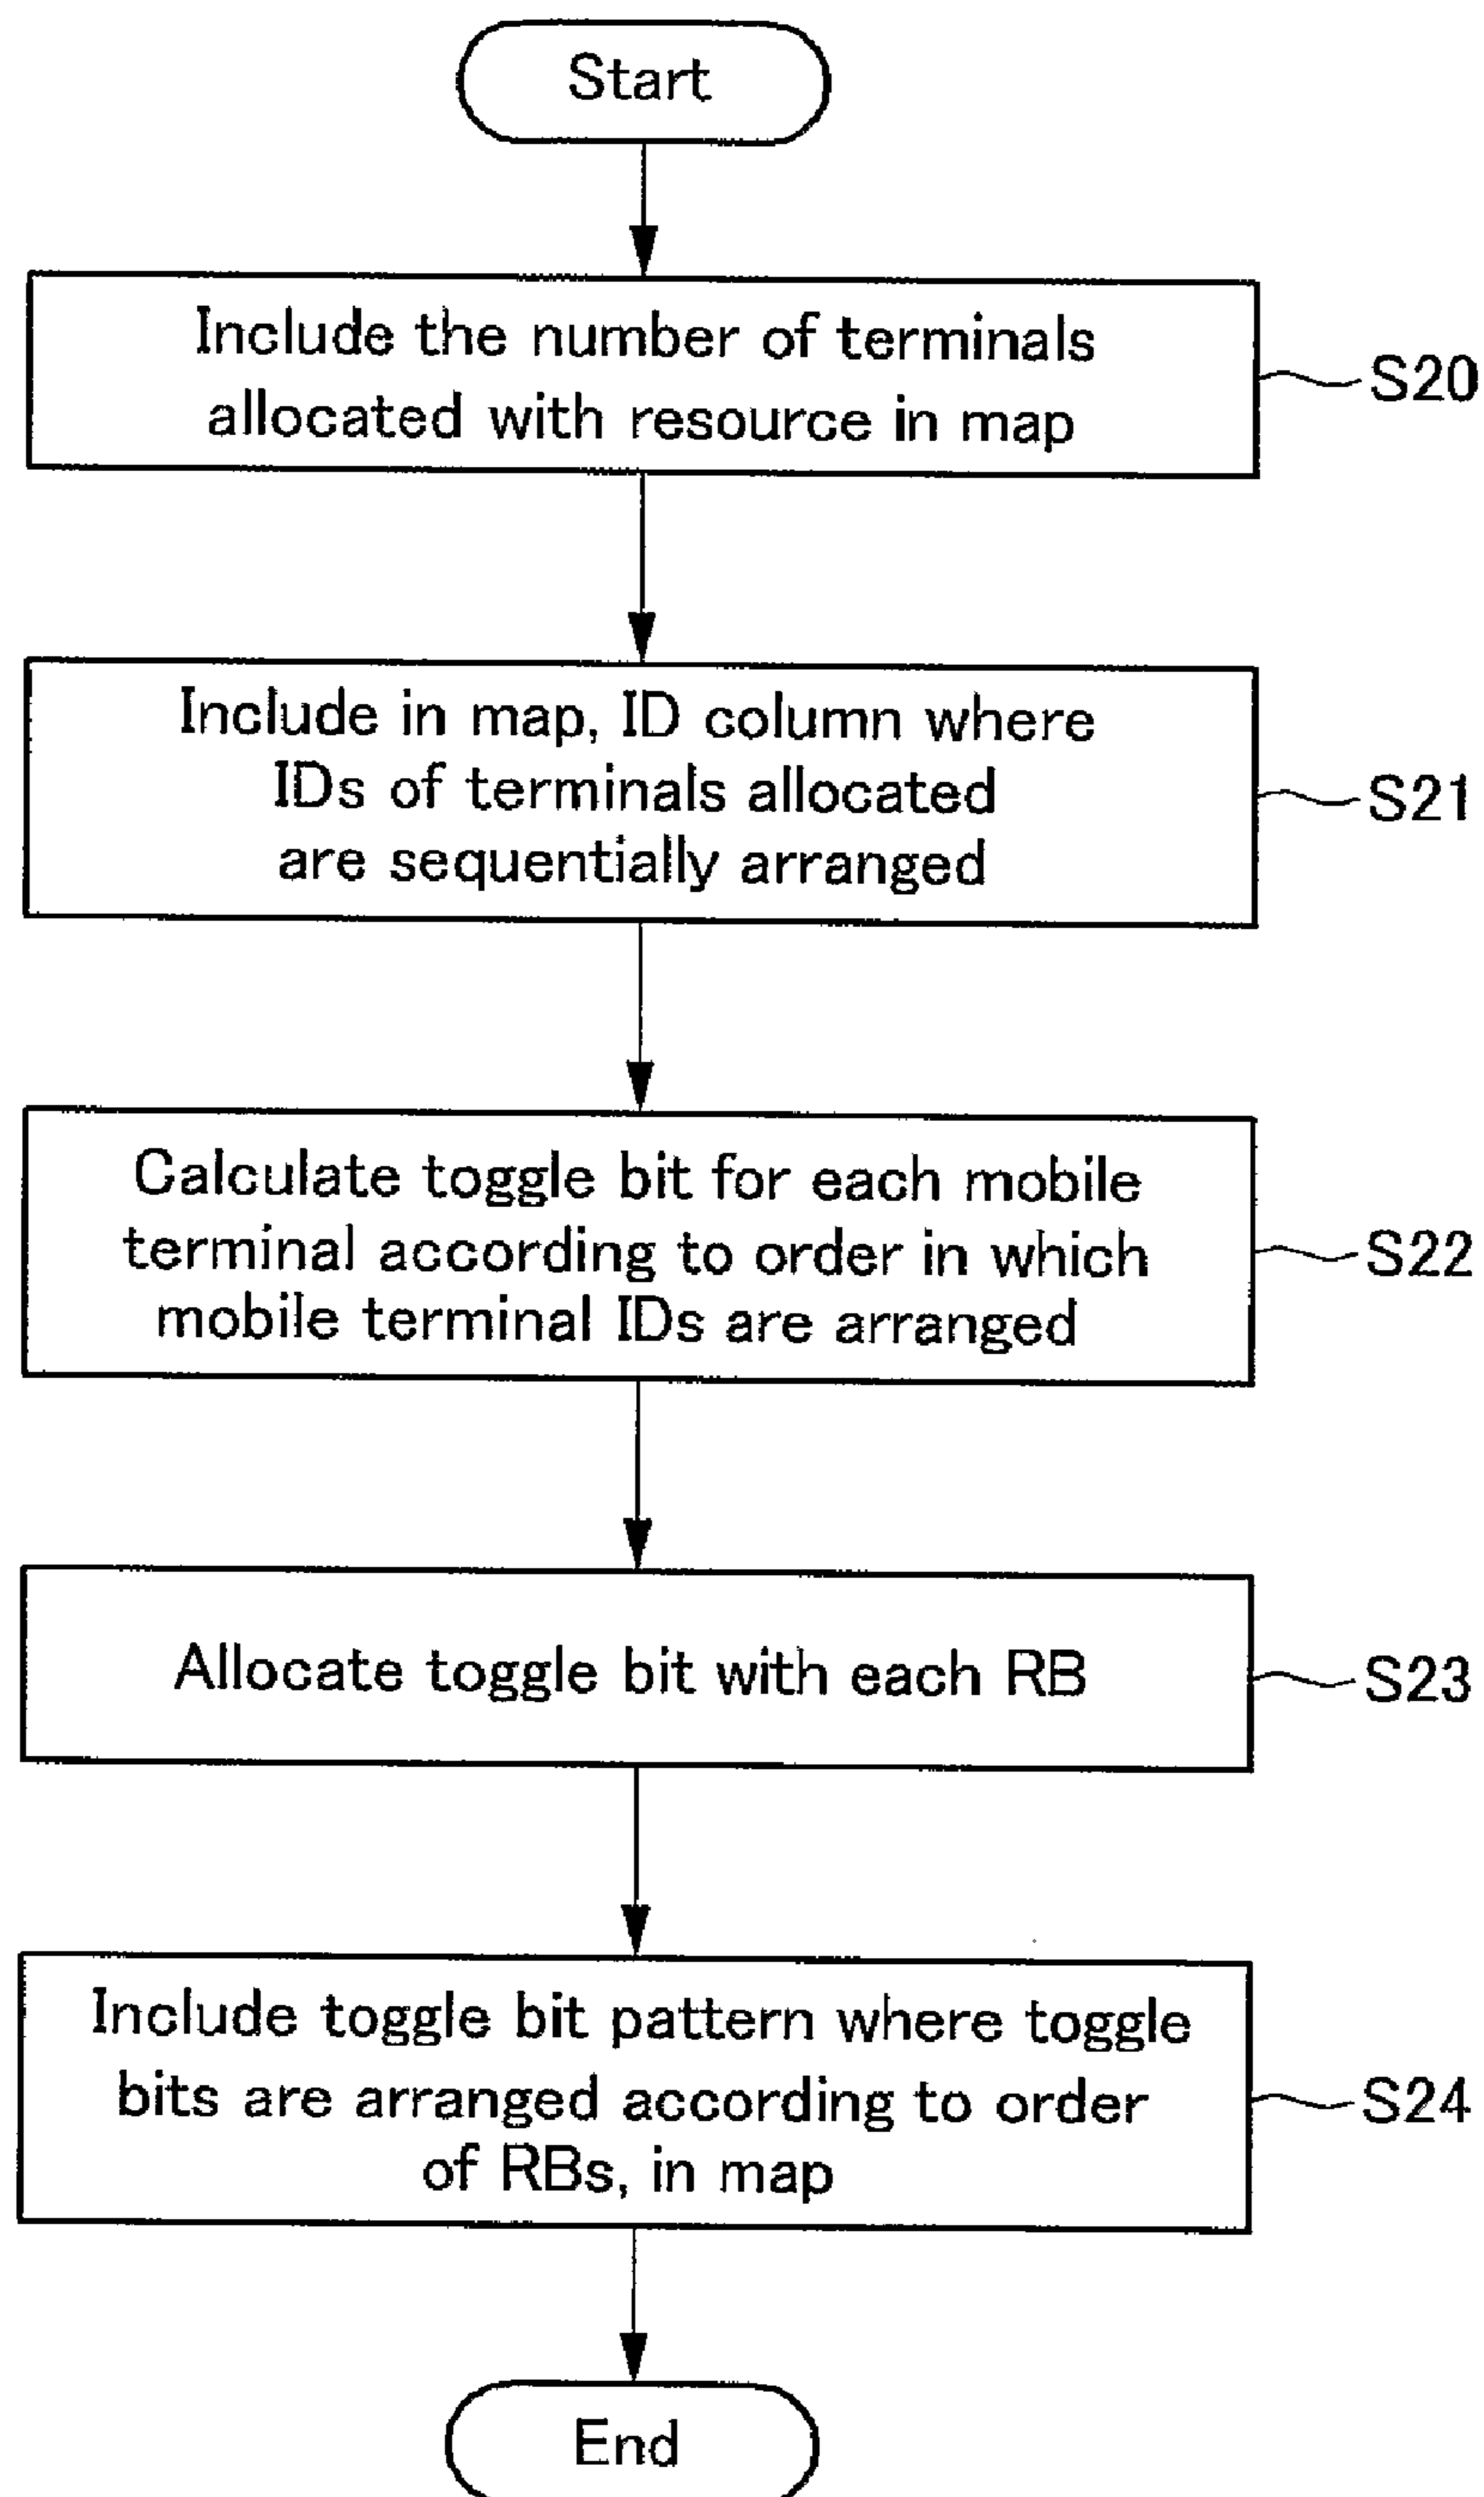 Start
Include the number of terminals
allocated with resource in map
S20
Include in map, ID column where
IDs of terminals allocated
are sequentially arranged
S21
Calculate toggle bit for each mobile
terminal according to order in which
mobile terminal IDs are arranged
S22
Allocate toggle bit with each RB
S23
Include toggle bit pattern where toggle
bits are arranged according to order
of RBs, in map
S24
End